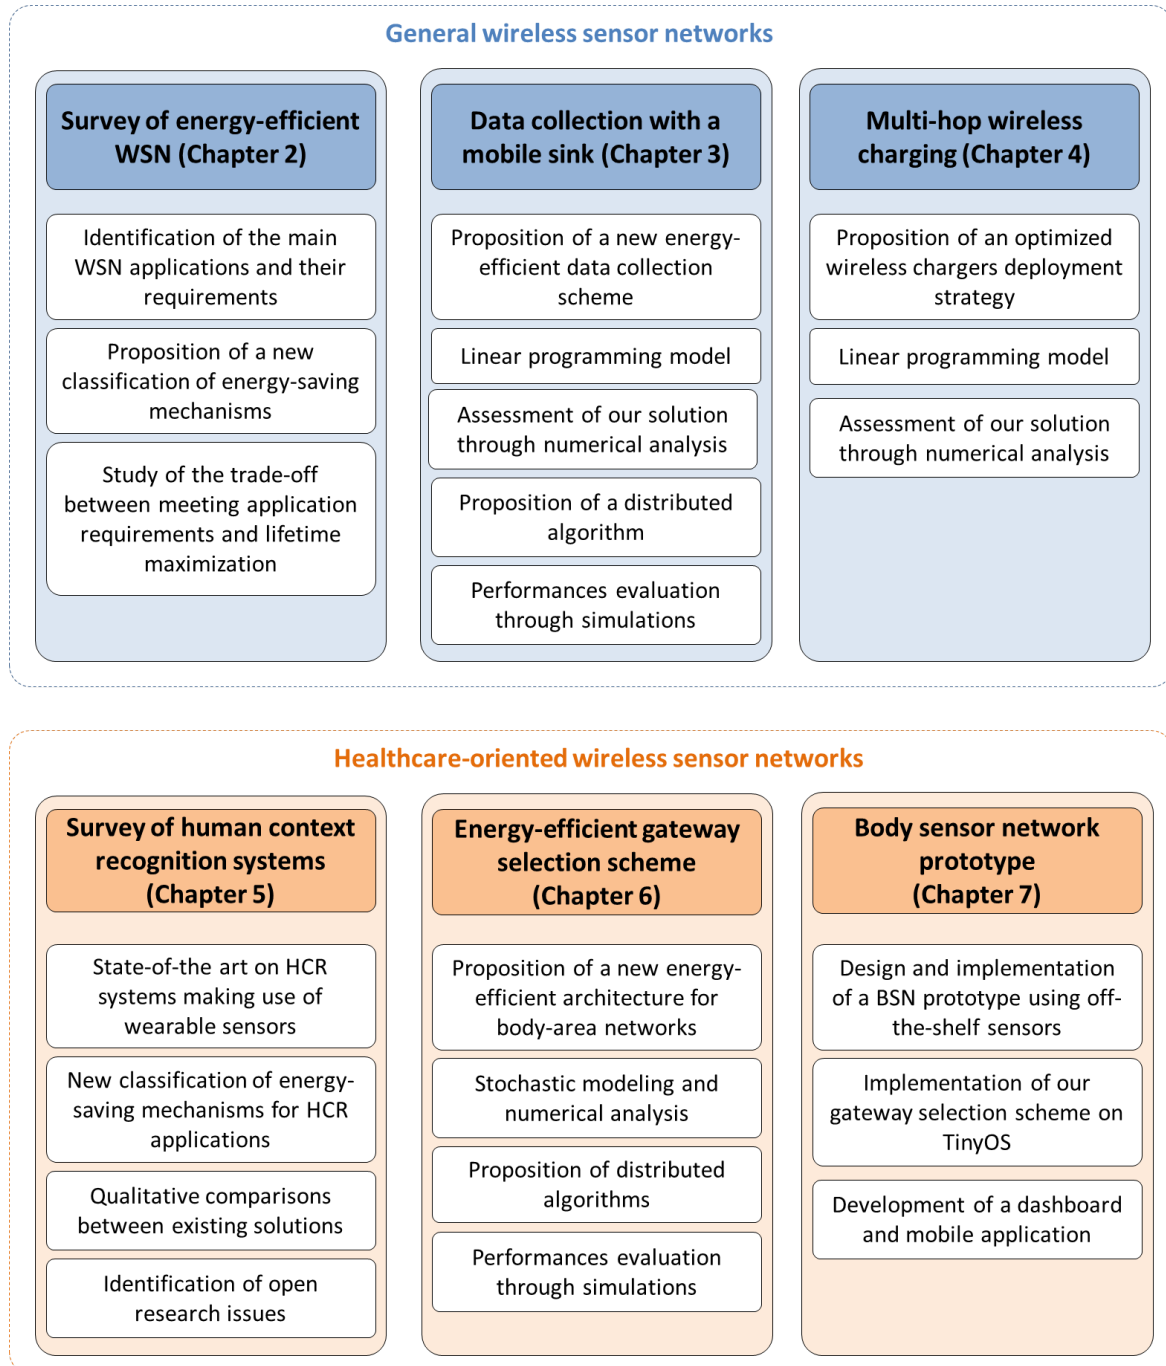 General wireless sensor networks
Survey of energy-efficient
WSN (Chapter 2)
Identification of the main
WSN applications and their
requirements
Proposition of a new
classification of energy-saving
mechanisms
Study of the trade-off
between meeting application
requirements and lifetime
maximization
Data collection with a
mobile sink (Chapter 3)
Proposition of a new energy-
efficient data collection
scheme
Linear programming model
Assessment of our solution
through numerical analysis
Proposition of a distributed
algorithm
Performances evaluation
through simulations
Multi-hop wireless
charging (Chapter 4)
Proposition of an optimized
wireless chargers deployment
strategy
Linear programming model
Assessment of our solution
through numerical analysis
Healthcare-oriented wireless sensor networks
Survey of human context
recognition systems
(Chapter 5)
State-of-the art on HCR
systems making use of
wearable sensors
New classification of energy-
saving mechanisms for HCR
applications
Qualitative comparisons
between existing solutions
Identification of open
research issues
Energy-efficient gateway
selection scheme
(Chapter 6)
Proposition of a new energy-
efficient architecture for
body-area networks
Stochastic modeling and
numerical analysis
Proposition of distributed
algorithms
Performances evaluation
through simulations
Body sensor network
prototype
(Chapter 7)
Design and implementation
of a BSN prototype using off-
the-shelf sensors
Implementation of our
gateway selection scheme on
TinyOS
Development of a dashboard
and mobile application